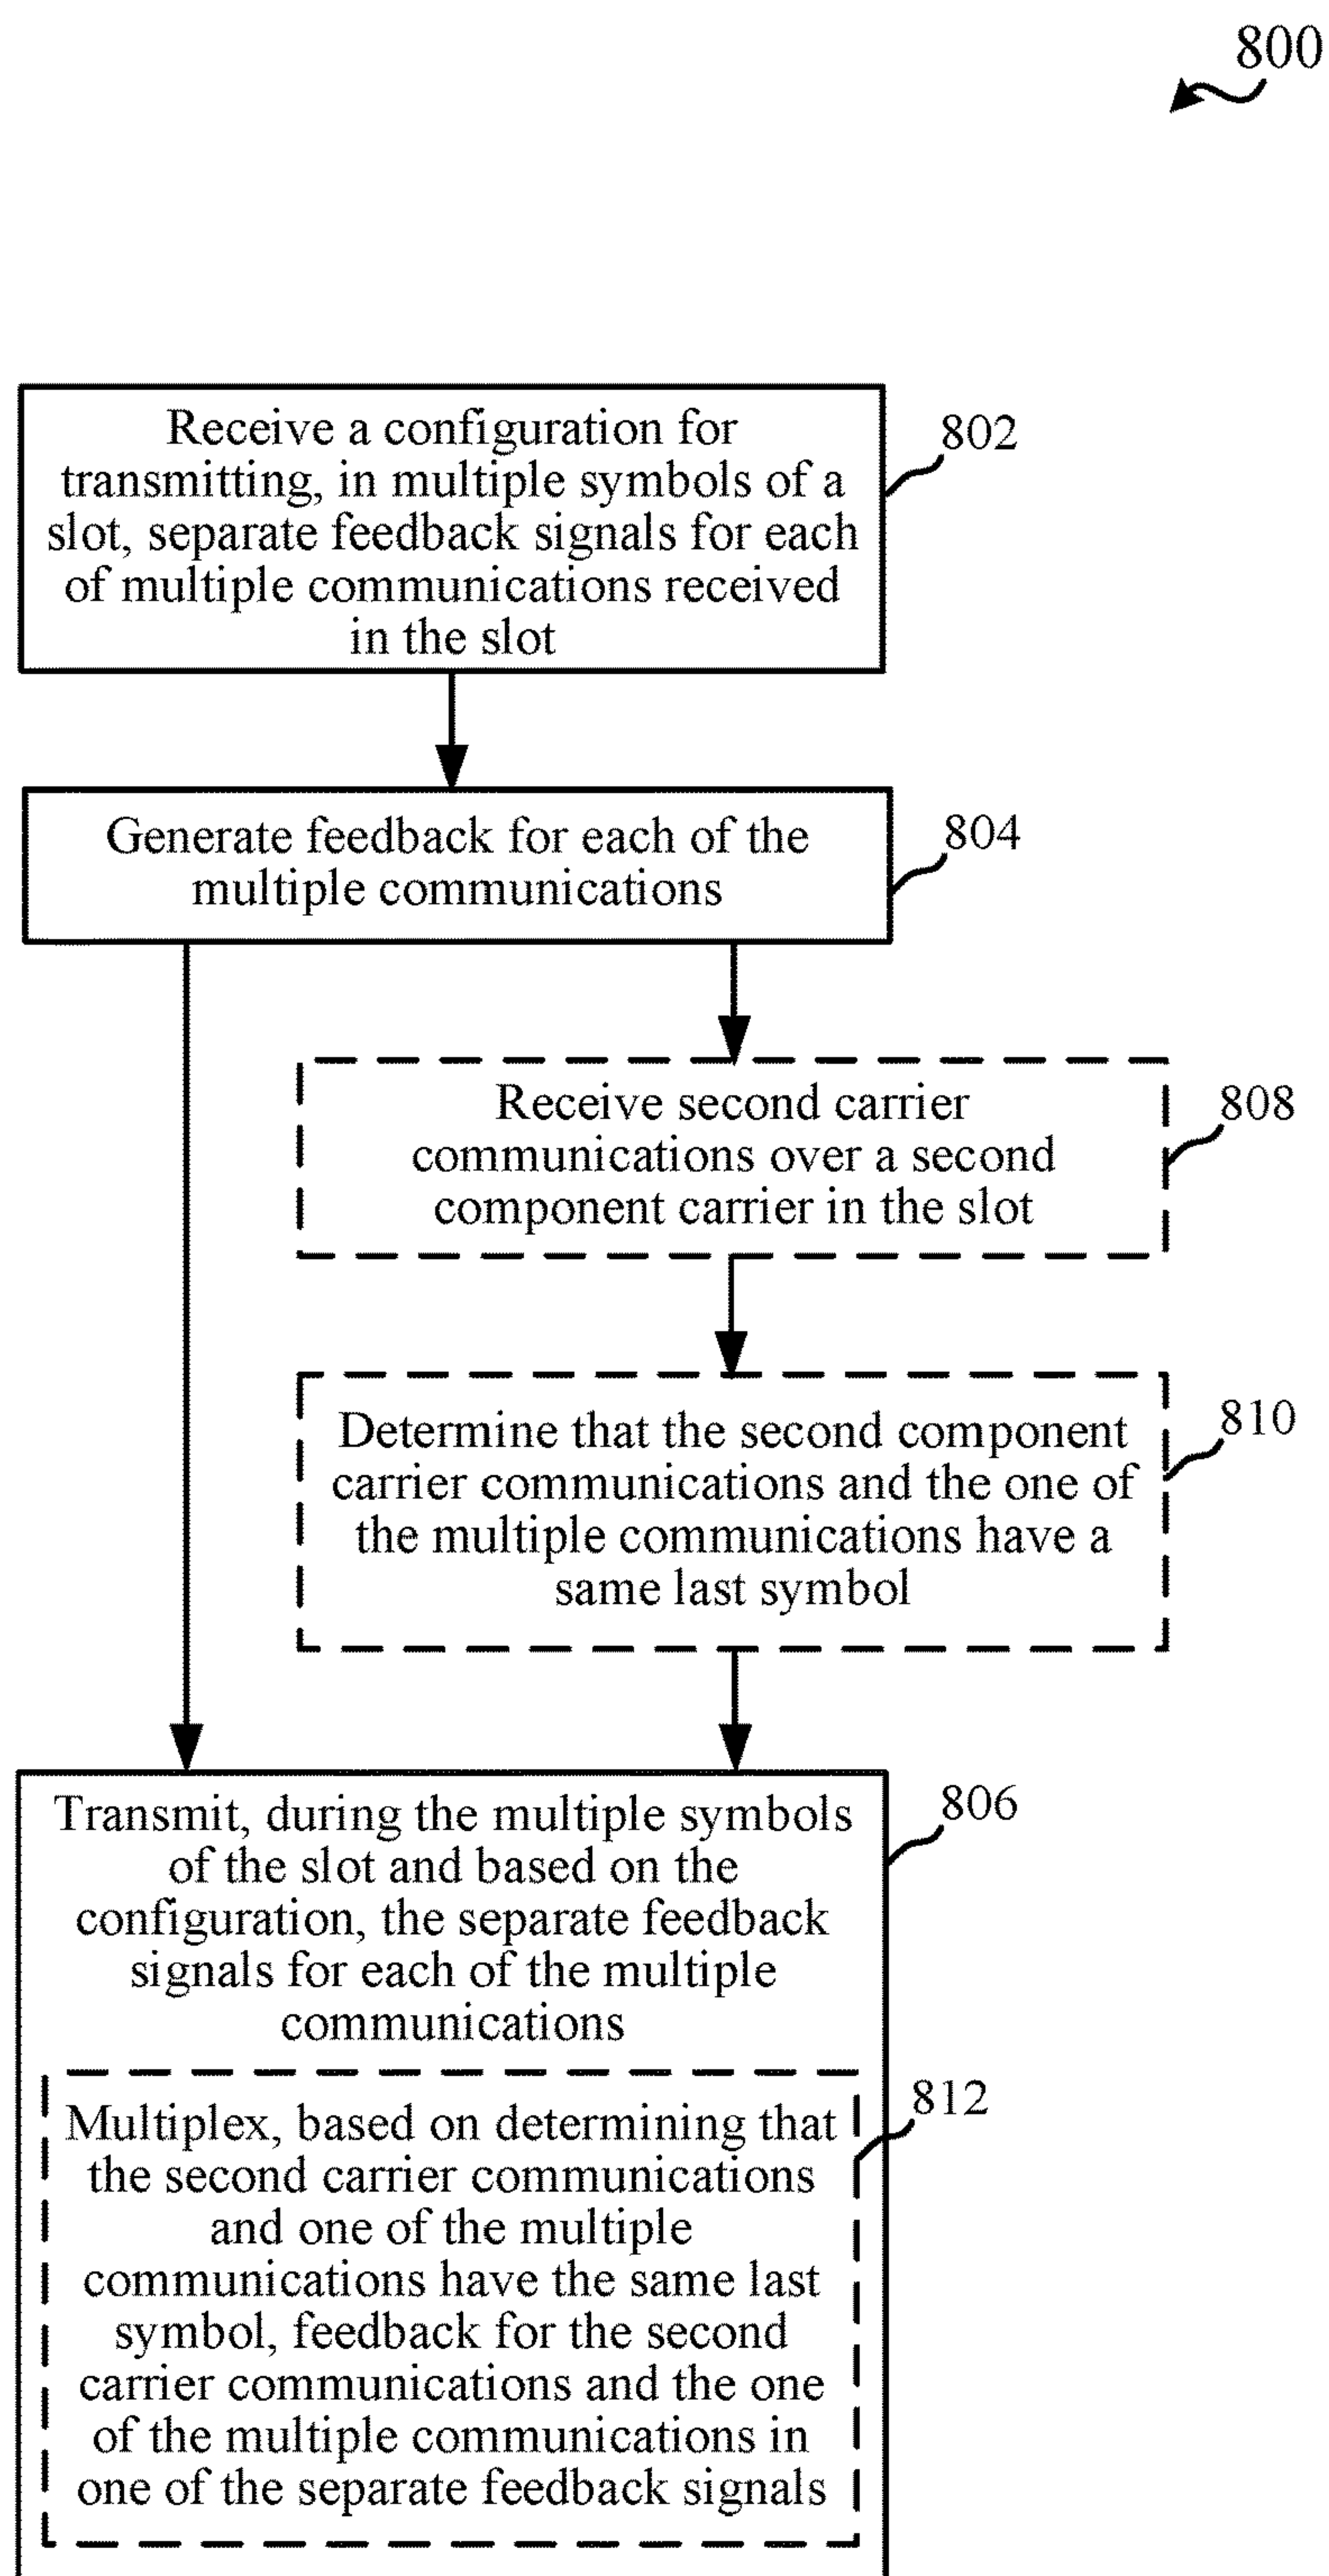 800
Receive a configuration for
transmitting, in multiple symbols of a
slot, separate feedback signals for each
of multiple communications received
in the slot
802
Generate feedback for each of the
multiple communications
804
Receive second carrier
communications over a second
component carrier in the slot
808
Determine that the second component
carrier communications and the one of
the multiple communications have a
same last symbol
810
Transmit, during the multiple symbols
of the slot and based on the
configuration, the separate feedback
signals for each of the multiple
communications
806
Multiplex, based on determining that
the second carrier communications
and one of the multiple
communications have the same last
symbol, feedback for the second
carrier communications and the one
of the multiple communications in
one of the separate feedback signals
812